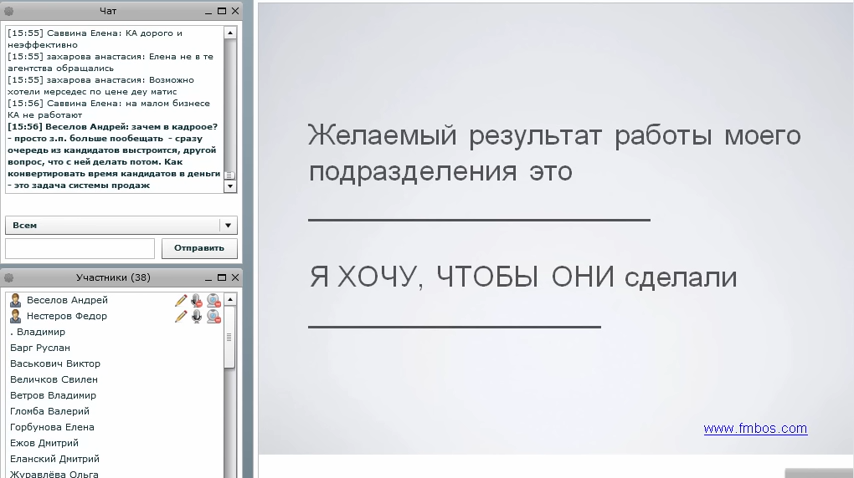 Чат
[15:55] Саввина Елена: КА дорого и
неэффективно
[15:55] захарова анастасия: Елена не в те
агентства обращались
[15:55] захарова анастасия: Возможно
хотели мерседес по цене деу матис
[15:56] Саввина Елена: на малом бизнесе
КА не работают
[15:56] Веселов Андрей: зачем в кадроое?
- просто з.п. больше пообещать - сразу
очередь из кандидатов выстроится, другой
вопрос, что с ней делать потом. Как
конвертировать время кандидатов в деньги
- это задача системы продаж
Всем
Отправить
Участники (38)
Веселов Андрей
Нестеров Федор
. Владимир
Барг Руслан
Васькович Виктор
Величков Свилен
Ветров Владимир
Гломба Валерий
Горбунова Елена
Ежов Дмитрий
Еланский Дмитрий
Журавлёва Ольга
Желаемый результат работы моего
подразделения это
Я ХОЧУ, ЧТОБЫ ОНИ сделали
www.fmbos.com